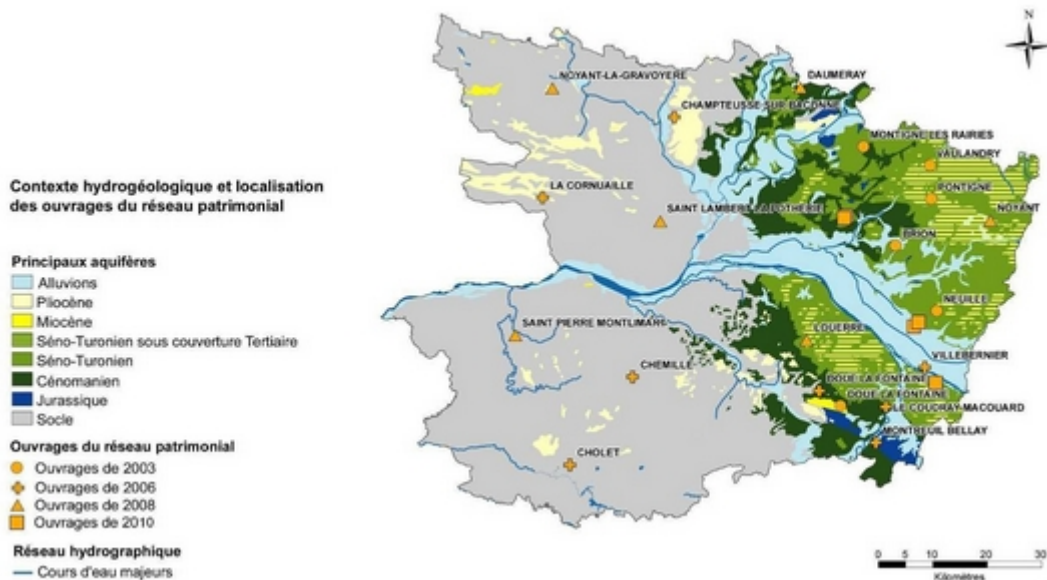 Contexte hydrogéologique et localisation
des ouvrages du réseau patrimonial
Principaux aquifères
Alluvions
Pliocène
Miocène
Séno-Turonien sous couverture Tertiaire
Séno-Turonien
Cénomanien
Jurassique
Socle
Ouvrages du réseau patrimonial
Ouvrages de 2003
Ouvrages de 2006
Ouvrages de 2008
Ouvrages de 2010
Réseau hydrographique
Cours d'eau majeurs
N
NOYANT-LA-GRAVOYERE
DAUMERAY
CHAMPTEUSSE-SUR-BACONNE
MONTIGNE LES RAIRIES
VAULANDRY
LA CORNUAILLE
PONTIGNE
SAINT LAMBERT-LA-POTHERIE
NOYANT
BRION
NEUILLE
SAINT PIERRE MONTLIMART
LOUERRE
VILLEBERNIER
CHEMILLE
DOUE LA FONTAINE
DOUE LA FONTAINE
LE COUDRAY-MACOUARD
MONTREUIL BELLAY
CHOLET
0 5 10 20 30
Kilomètres